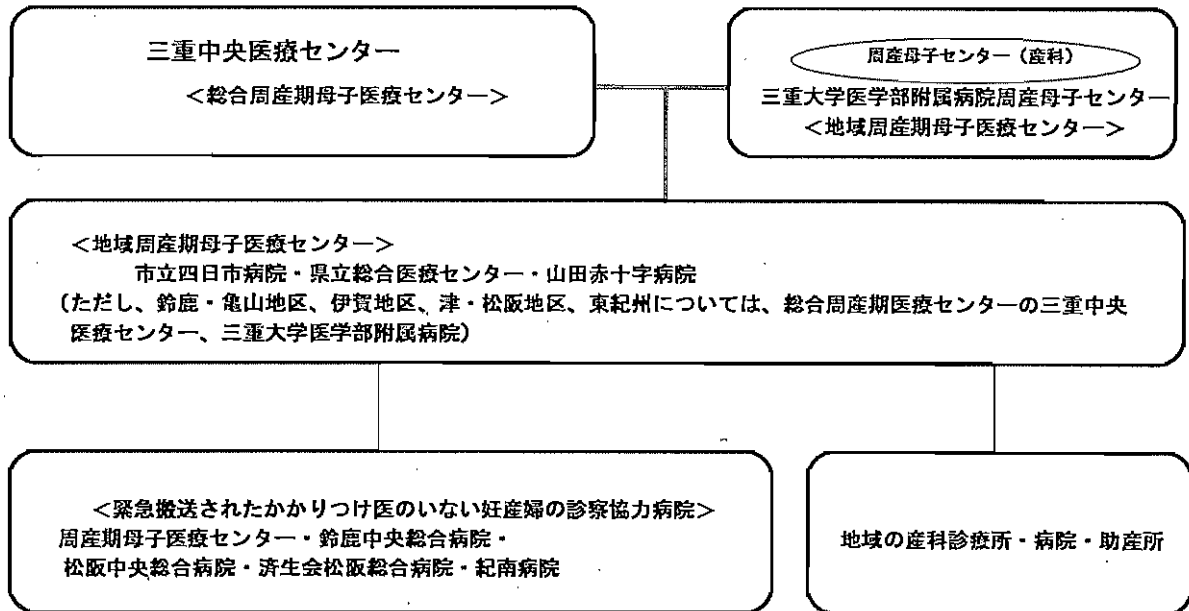 三重中央医療センター
＜総合周産期母子医療センター＞
周産母子センター（産科）
三重大学医学部附属病院周産母子センター
＜地域周産期母子医療センター＞
＜地域周産期母子医療センター＞
市立四日市病院・県立総合医療センター・山田赤十字病院
（ただし、鈴鹿・亀山地区、伊賀地区、津・松阪地区、東紀州については、総合周産期医療センターの三重中央
医療センター、三重大学医学部附属病院）
＜緊急搬送されたかかりつけ医のいない妊産婦の診察協力病院＞
周産期母子医療センター・鈴鹿中央総合病院・
松阪中央総合病院・済生会松阪総合病院・紀南病院
地域の産科診療所・病院・助産所